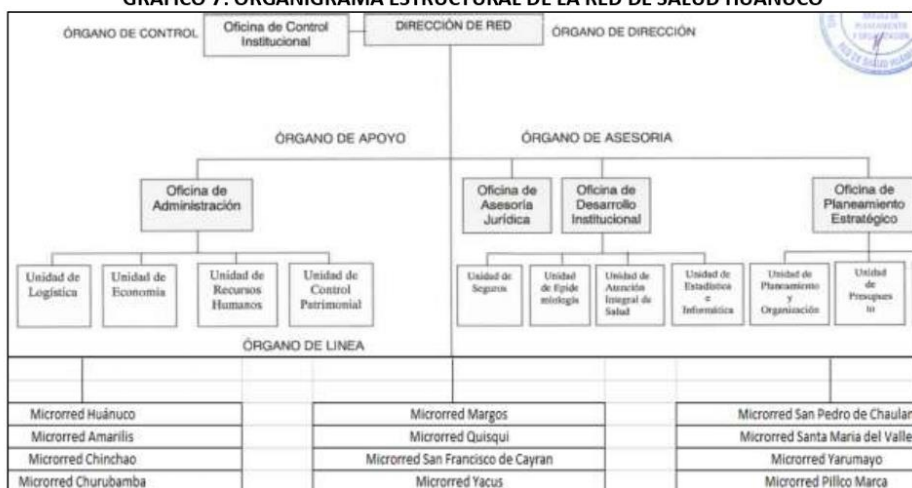 GRÁFICO 7: ORGANIGRAMA ESTRUCTURAL DE LA RED DE SALUD HUÁNUCO
ÓRGANO DE CONTROL
Oficina de Control
Institucional
DIRECCIÓN DE RED
ÓRGANO DE DIRECCIÓN
ÓRGANO DE APOYO
ÓRGANO DE ASESORIA
Oficina de
Administración
Oficina de
Asesoría
Jurídica
Oficina de
Desarrollo
Institucional
Oficina de
Planeamiento
Estratégico
Unidad de
Logística
Unidad de
Economía
Unidad de
Recursos
Humanos
Unidad de
Control
Patrimonial
Unidad de
Seguros
Unidad
de Epide
miología
Unidad de
Atención
Integral de
Salud
Unidad de
Estadística
e
Informática
Unidad de
Planeamiento
y
Organización
Unidad
de
Presupues
to
ÓRGANO DE LINEA
Microrred Huánuco
Microrred Margos
Microrred San Pedro de Chaulan
Microrred Amarilis
Microrred Quisqui
Microrred Santa Maria del Valle
Microrred Chinchao
Microrred San Francisco de Cayran
Microrred Yarumayo
Microrred Churubamba
Microrred Yacus
Microrred Pillco Marca